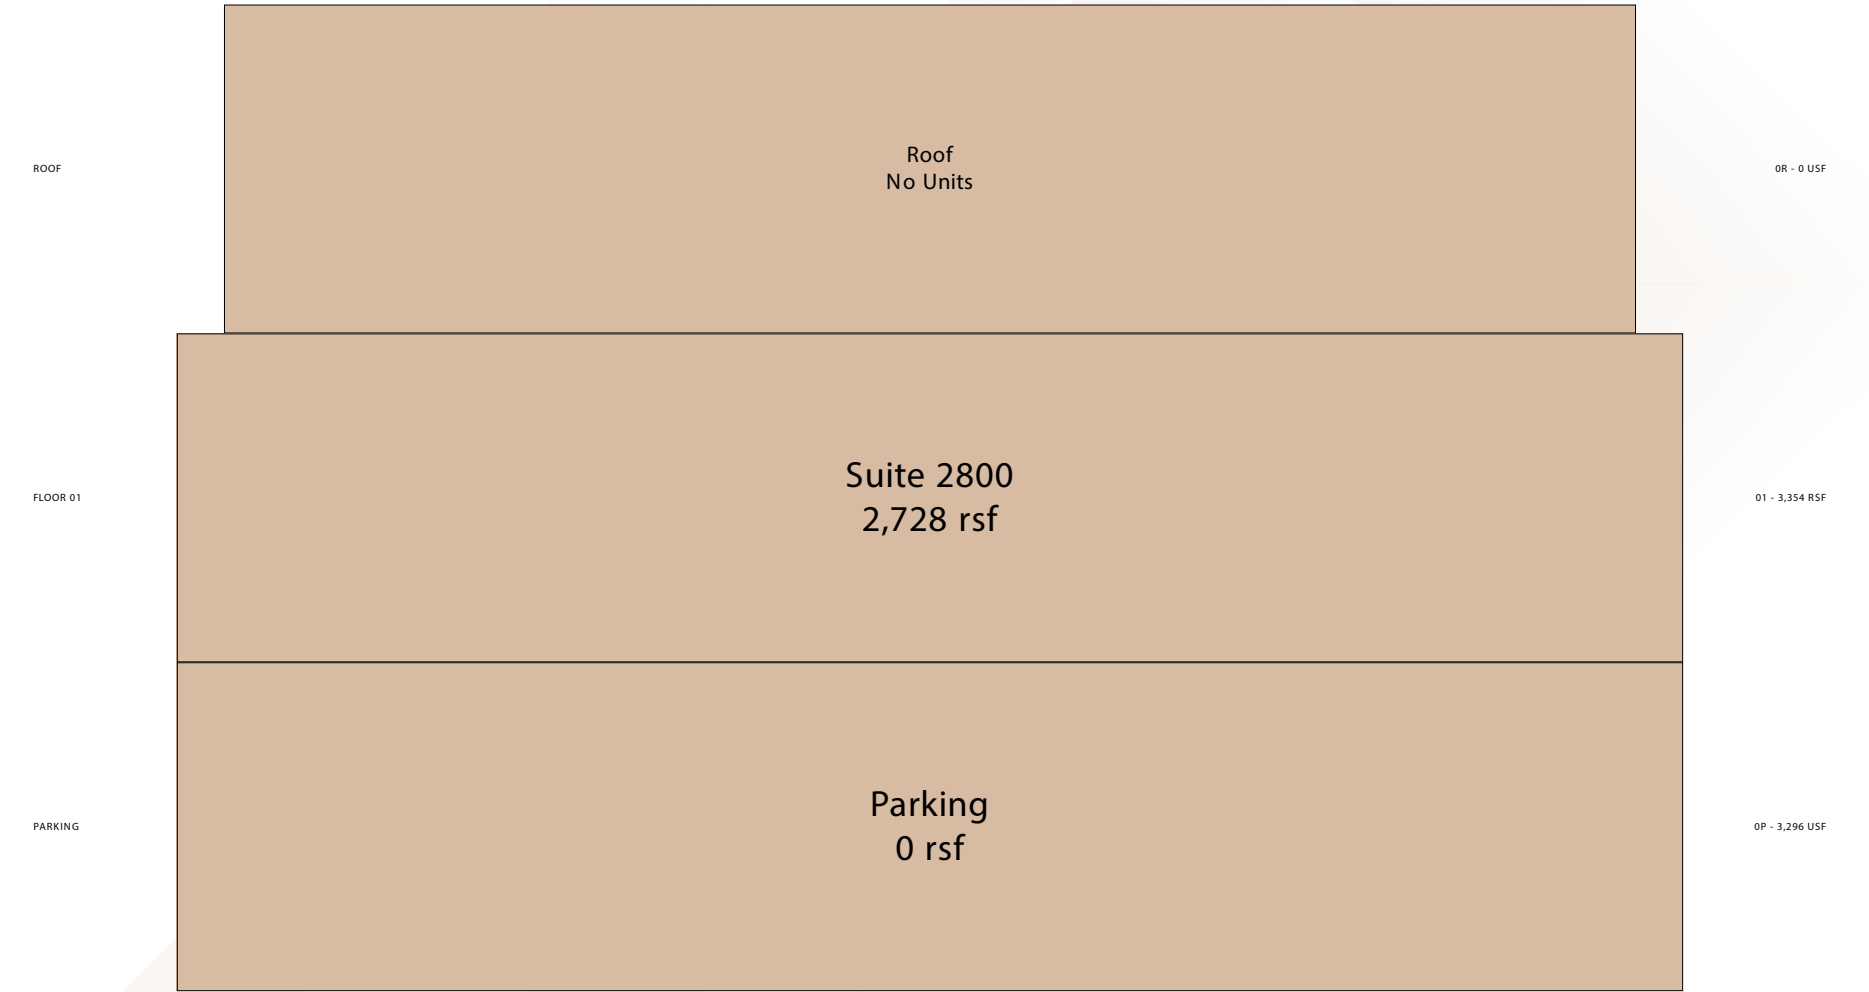 Roof
No Units
ROOF
0R - 0 USF
Suite 2800
2,728 rsf
FLOOR 01
01 - 3,354 RSF
Parking
0 rsf
PARKING
0P - 3,296 USF